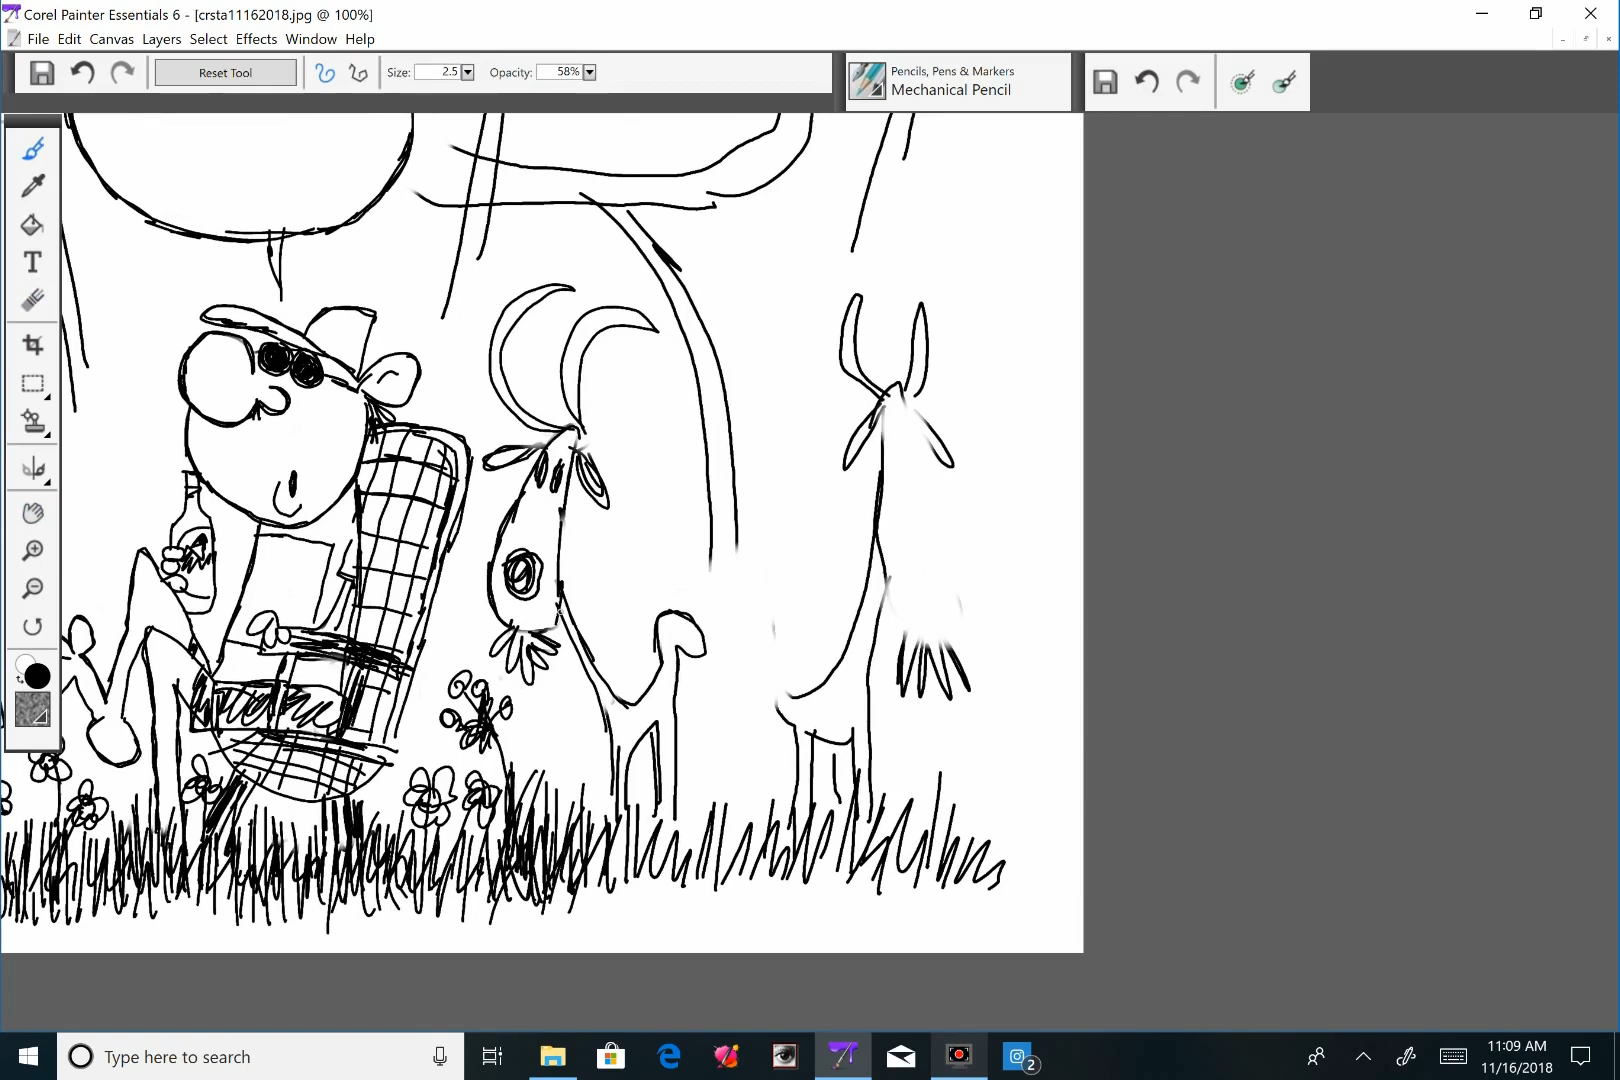 Corel Painter Essentials 6 - [crsta11162018.jpg @ 100%]
File Edit Canvas Layers Select Effects Window Help
Reset Tool Size: 2.5 Opacity: 58%
Pencils, Pens & Markers
Mechanical Pencil
T
Type here to search
2
11:09 AM
11/16/2018